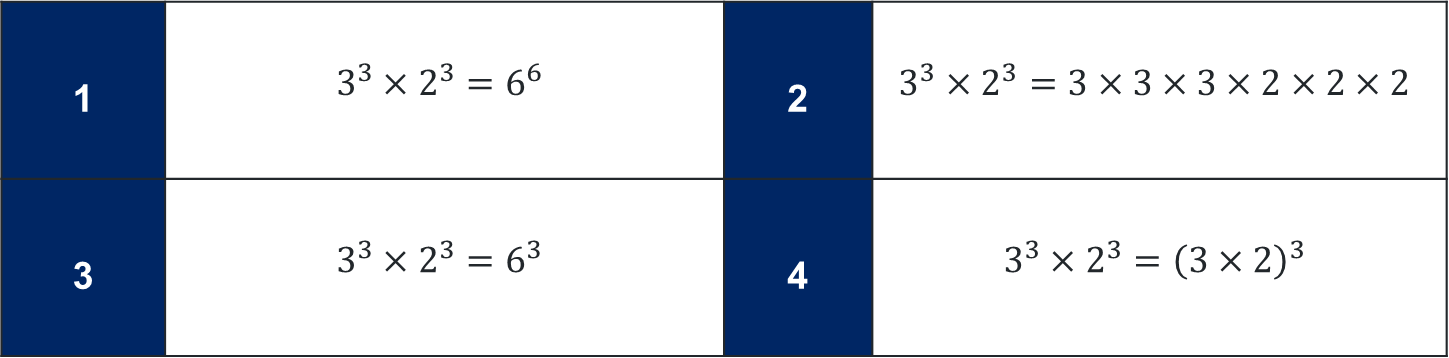 1 3³ × 2³ = 6⁶ 2 3³ × 2³ = 3 × 3 × 3 × 2 × 2 × 2
3 3³ × 2³ = 6³ 4 3³ × 2³ = (3 × 2)³